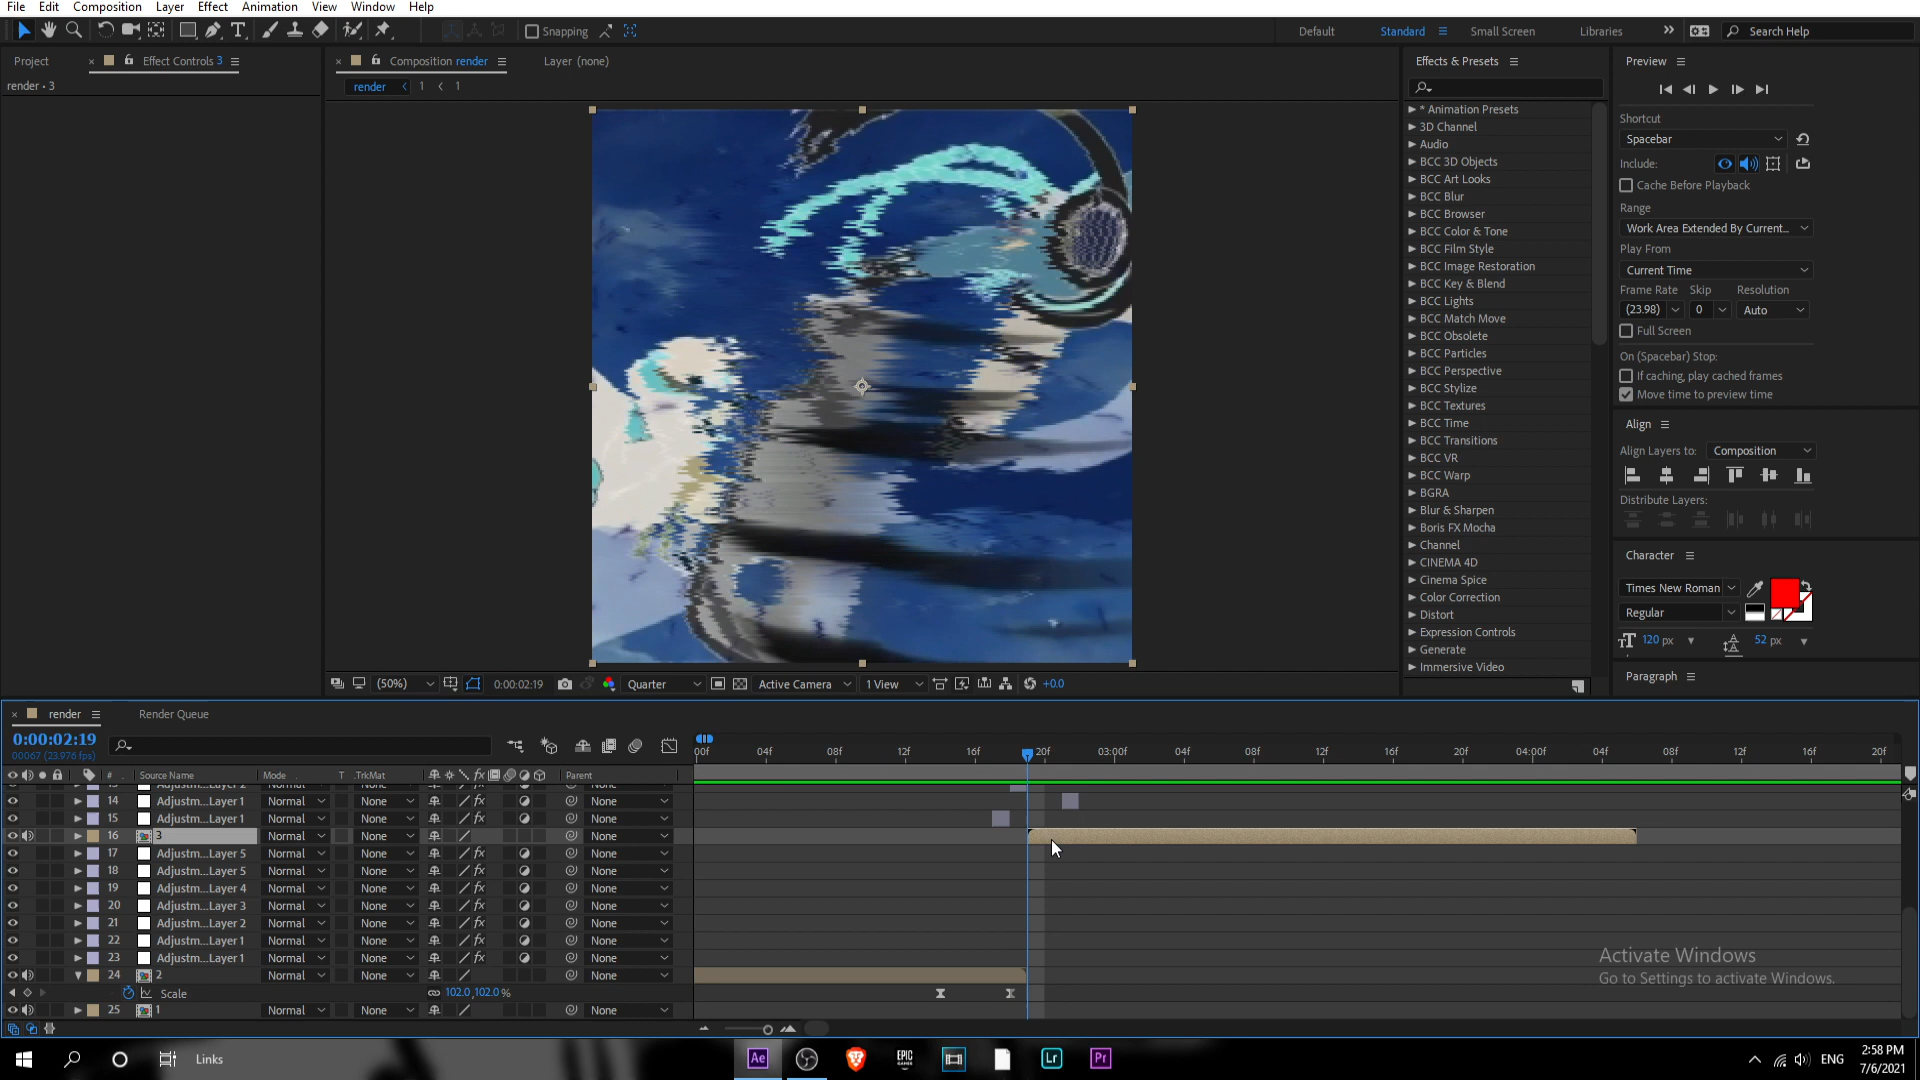 File Edit Composition Layer Effect Animation View Window Help
Snapping
Default Standard Small Screen Libraries Search Help
Project Effect Controls 3
render • 3
Composition render Layer (none)
render 1 1
Effects & Presets
* Animation Presets
3D Channel
Audio
BCC 3D Objects
BCC Art Looks
BCC Blur
BCC Browser
BCC Color & Tone
BCC Film Style
BCC Image Restoration
BCC Key & Blend
BCC Lights
BCC Match Move
BCC Obsolete
BCC Particles
BCC Perspective
BCC Stylize
BCC Textures
BCC Time
BCC Transitions
BCC VR
BCC Warp
BGRA
Blur & Sharpen
Boris FX Mocha
Channel
CINEMA 4D
Cinema Spice
Color Correction
Distort
Expression Controls
Generate
Immersive Video
Preview
Shortcut
Spacebar
Include:
Cache Before Playback
Range
Work Area Extended By Current...
Play From
Current Time
Frame Rate Skip Resolution
(23.98) 0 Auto
Full Screen
On (Spacebar) Stop:
If caching, play cached frames
Move time to preview time
Align
Align Layers to: Composition
Distribute Layers:
Character
Times New Roman
Regular
120 px 52 px
Paragraph
(50%) 0:00:02:19 Quarter Active Camera 1 View +0.0
render Render Queue
0:00:02:19
00067 (23.976 fps)
00f 04f 08f 12f 16f 20f 03:00f 04f 08f 12f 16f 20f 04:00f 04f 08f 12f 16f 20f
# Source Name Mode T .TrkMat Parent
14 Adjustm...Layer 1 Normal None None
15 Adjustm...Layer 1 Normal None None
16 3 Normal None None
17 Adjustm...Layer 5 Normal None None
18 Adjustm...Layer 5 Normal None None
19 Adjustm...Layer 4 Normal None None
20 Adjustm...Layer 3 Normal None None
21 Adjustm...Layer 2 Normal None None
22 Adjustm...Layer 1 Normal None None
23 Adjustm...Layer 1 Normal None None
24 2 Normal None None
Scale 102.0,102.0%
25 1 Normal None None
Activate Windows
Go to Settings to activate Windows.
Links
Ae EPIC GAMES Lr Pr
ENG
2:58 PM
7/6/2021